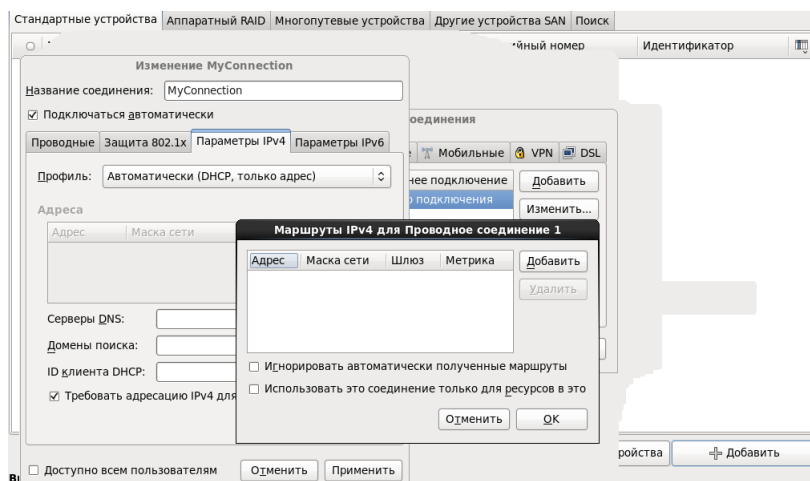 Стандартные устройства Аппаратный RAID Многопутевые устройства Другие устройства SAN Поиск
йный номер Идентификатор
Изменение MyConnection
Название соединения: MyConnection
Подключаться автоматически
оединения
Проводные Защита 802.1x Параметры IPv4 Параметры IPv6
Мобильные VPN DSL
Профиль: Автоматически (DHCP, только адрес)
нее подключение Добавить
о подключения
Изменить...
Адреса
Адрес Маска сети
Маршруты IPv4 для Проводное соединение 1
Адрес Маска сети Шлюз Метрика Добавить
Удалить
Серверы DNS:
Домены поиска:
ID клиента DHCP:
Игнорировать автоматически полученные маршруты
Требовать адресацию IPv4 для
Использовать это соединение только для ресурсов в это
Отменить OK
ройства Добавить
Доступно всем пользователям Отменить Применить